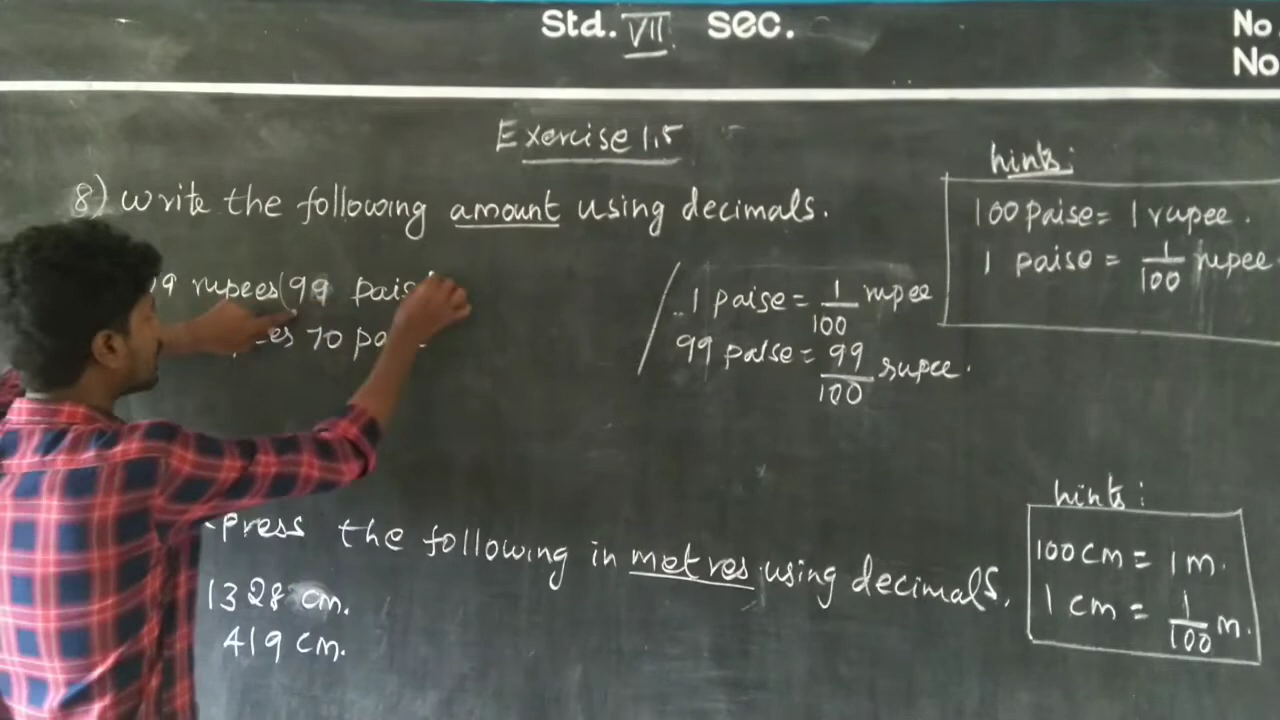 Std. VII sec.
No.
No
Exercise 1.5
8) Write the following amount using decimals.
9 rupees (99 pais
es 70 pa
1 paise = 1/100 rupee
99 paise = 99/100 rupee.
hints:
100 paise = 1 rupee.
1 paise = 1/100 rupee
press the following in metres using decimals.
1328 cm.
419 cm.
hints:
100 cm = 1 m.
1 cm = 1/100 m.